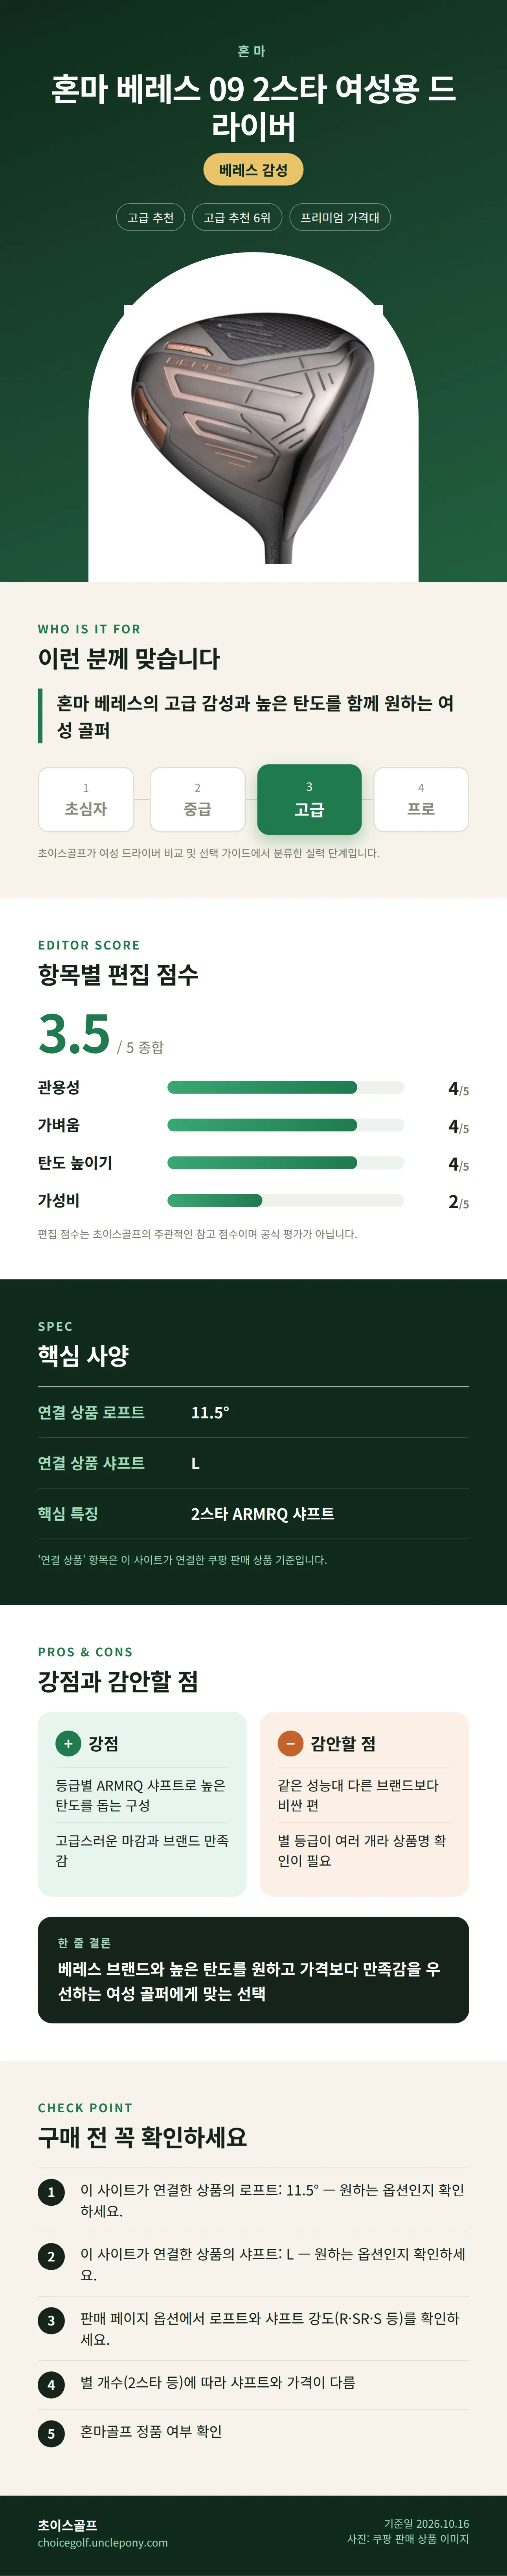 혼마
혼마 베레스 09 2스타 여성용 드
라이버
베레스 감성
고급 추천
고급 추천 6위
프리미엄 가격대
BERES
WHO IS IT FOR
이런 분께 맞습니다
혼마 베레스의 고급 감성과 높은 탄도를 함께 원하는 여
성 골퍼
1
초심자
2
중급
3
고급
4
프로
초이스골프가 여성 드라이버 비교 및 선택 가이드에서 분류한 실력 단계입니다.
EDITOR SCORE
항목별 편집 점수
3.5 / 5 종합
관용성 4/5
가벼움 4/5
탄도 높이기 4/5
가성비 2/5
편집 점수는 초이스골프의 주관적인 참고 점수이며 공식 평가가 아닙니다.
SPEC
핵심 사양
연결 상품 로프트 11.5°
연결 상품 샤프트 L
핵심 특징 2스타 ARMRQ 샤프트
'연결 상품' 항목은 이 사이트가 연결한 쿠팡 판매 상품 기준입니다.
PROS & CONS
강점과 감안할 점
+ 강점
등급별 ARMRQ 샤프트로 높은
탄도를 돕는 구성
고급스러운 마감과 브랜드 만족
감
− 감안할 점
같은 성능대 다른 브랜드보다
비싼 편
별 등급이 여러 개라 상품명 확
인이 필요
한 줄 결론
베레스 브랜드와 높은 탄도를 원하고 가격보다 만족감을 우
선하는 여성 골퍼에게 맞는 선택
CHECK POINT
구매 전 꼭 확인하세요
1 이 사이트가 연결한 상품의 로프트: 11.5° — 원하는 옵션인지 확인
하세요.
2 이 사이트가 연결한 상품의 샤프트: L — 원하는 옵션인지 확인하세
요.
3 판매 페이지 옵션에서 로프트와 샤프트 강도(R·SR·S 등)를 확인하
세요.
4 별 개수(2스타 등)에 따라 샤프트와 가격이 다름
5 혼마골프 정품 여부 확인
초이스골프
choicegolf.unclepony.com
기준일 2026.10.16
사진: 쿠팡 판매 상품 이미지